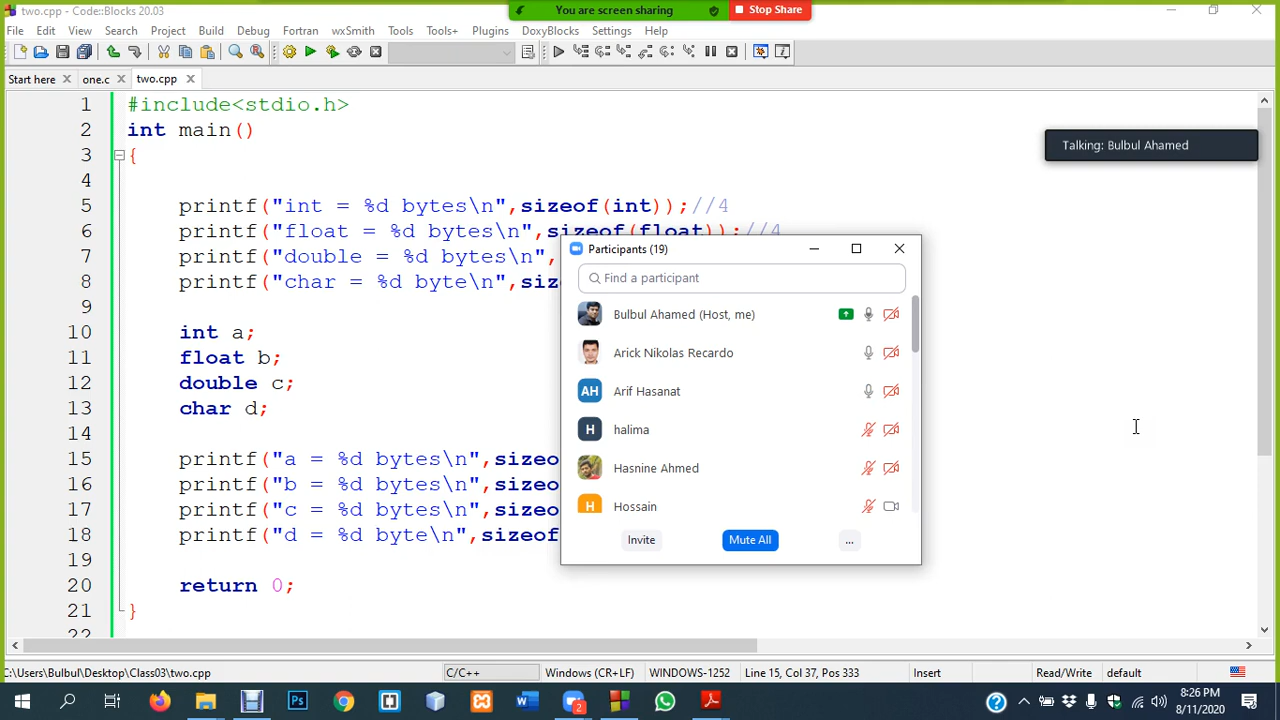 two.cpp - Code::Blocks 20.03
You are screen sharing
Stop Share
File Edit View Search Project Build Debug Fortran wxSmith Tools Tools+ Plugins DoxyBlocks Settings Help
Start here one.c two.cpp
1 #include<stdio.h>
2 int main()
3 {
Talking: Bulbul Ahamed
4
5 printf("int = %d bytes\n",sizeof(int));//4
6 printf("float = %d bytes\n",sizeof(float));//4
7 printf("double = %d bytes\n",
8 printf("char = %d byte\n",siz
9
10 int a;
11 float b;
12 double c;
13 char d;
14
15 printf("a = %d bytes\n",sizeo
16 printf("b = %d bytes\n",sizeo
17 printf("c = %d bytes\n",sizeo
18 printf("d = %d byte\n",sizeof
19
20 return 0;
21 }
22
Participants (19)
Find a participant
Bulbul Ahamed (Host, me)
Arick Nikolas Recardo
AH Arif Hasanat
H halima
Hasnine Ahmed
H Hossain
Invite Mute All ...
C:\Users\Bulbul\Desktop\Class03\two.cpp C/C++ Windows (CR+LF) WINDOWS-1252 Line 15, Col 37, Pos 333 Insert Read/Write default
Ps
2
8:26 PM
8/11/2020